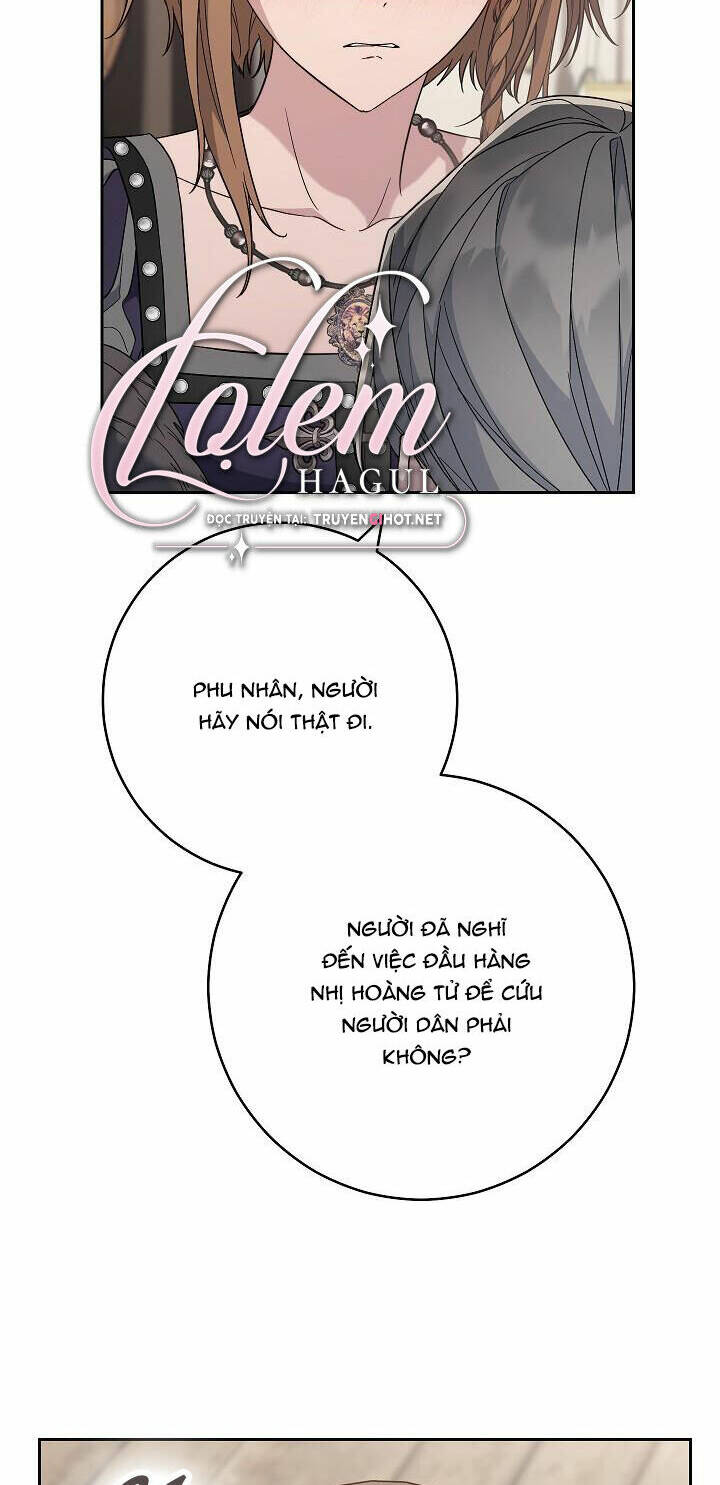 Lọlem
HAGUL
ĐỌC TRUYỆN TẠI: TRUYENGIHOT.NET
PHU NHÂN, NGƯỜI
HÃY NÓI THẬT ĐI.
NGƯỜI ĐÃ NGHĨ
ĐẾN VIỆC ĐẦU HÀNG
NHỊ HOÀNG TỬ ĐỂ CỨU
NGƯỜI DÂN PHẢI
KHÔNG?